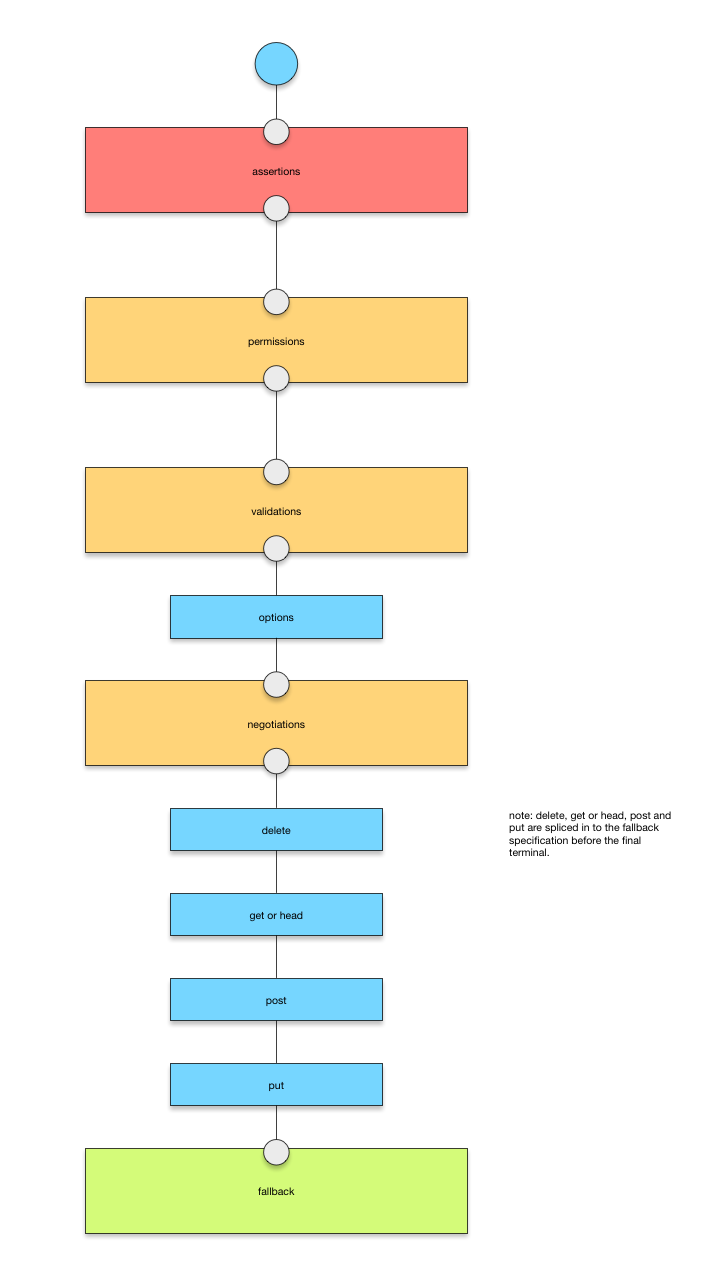 assertions
permissions
validations
options
negotiations
delete
note: delete, get or head, post and
put are spliced in to the fallback
specification before the final
terminal.
get or head
post
put
fallback